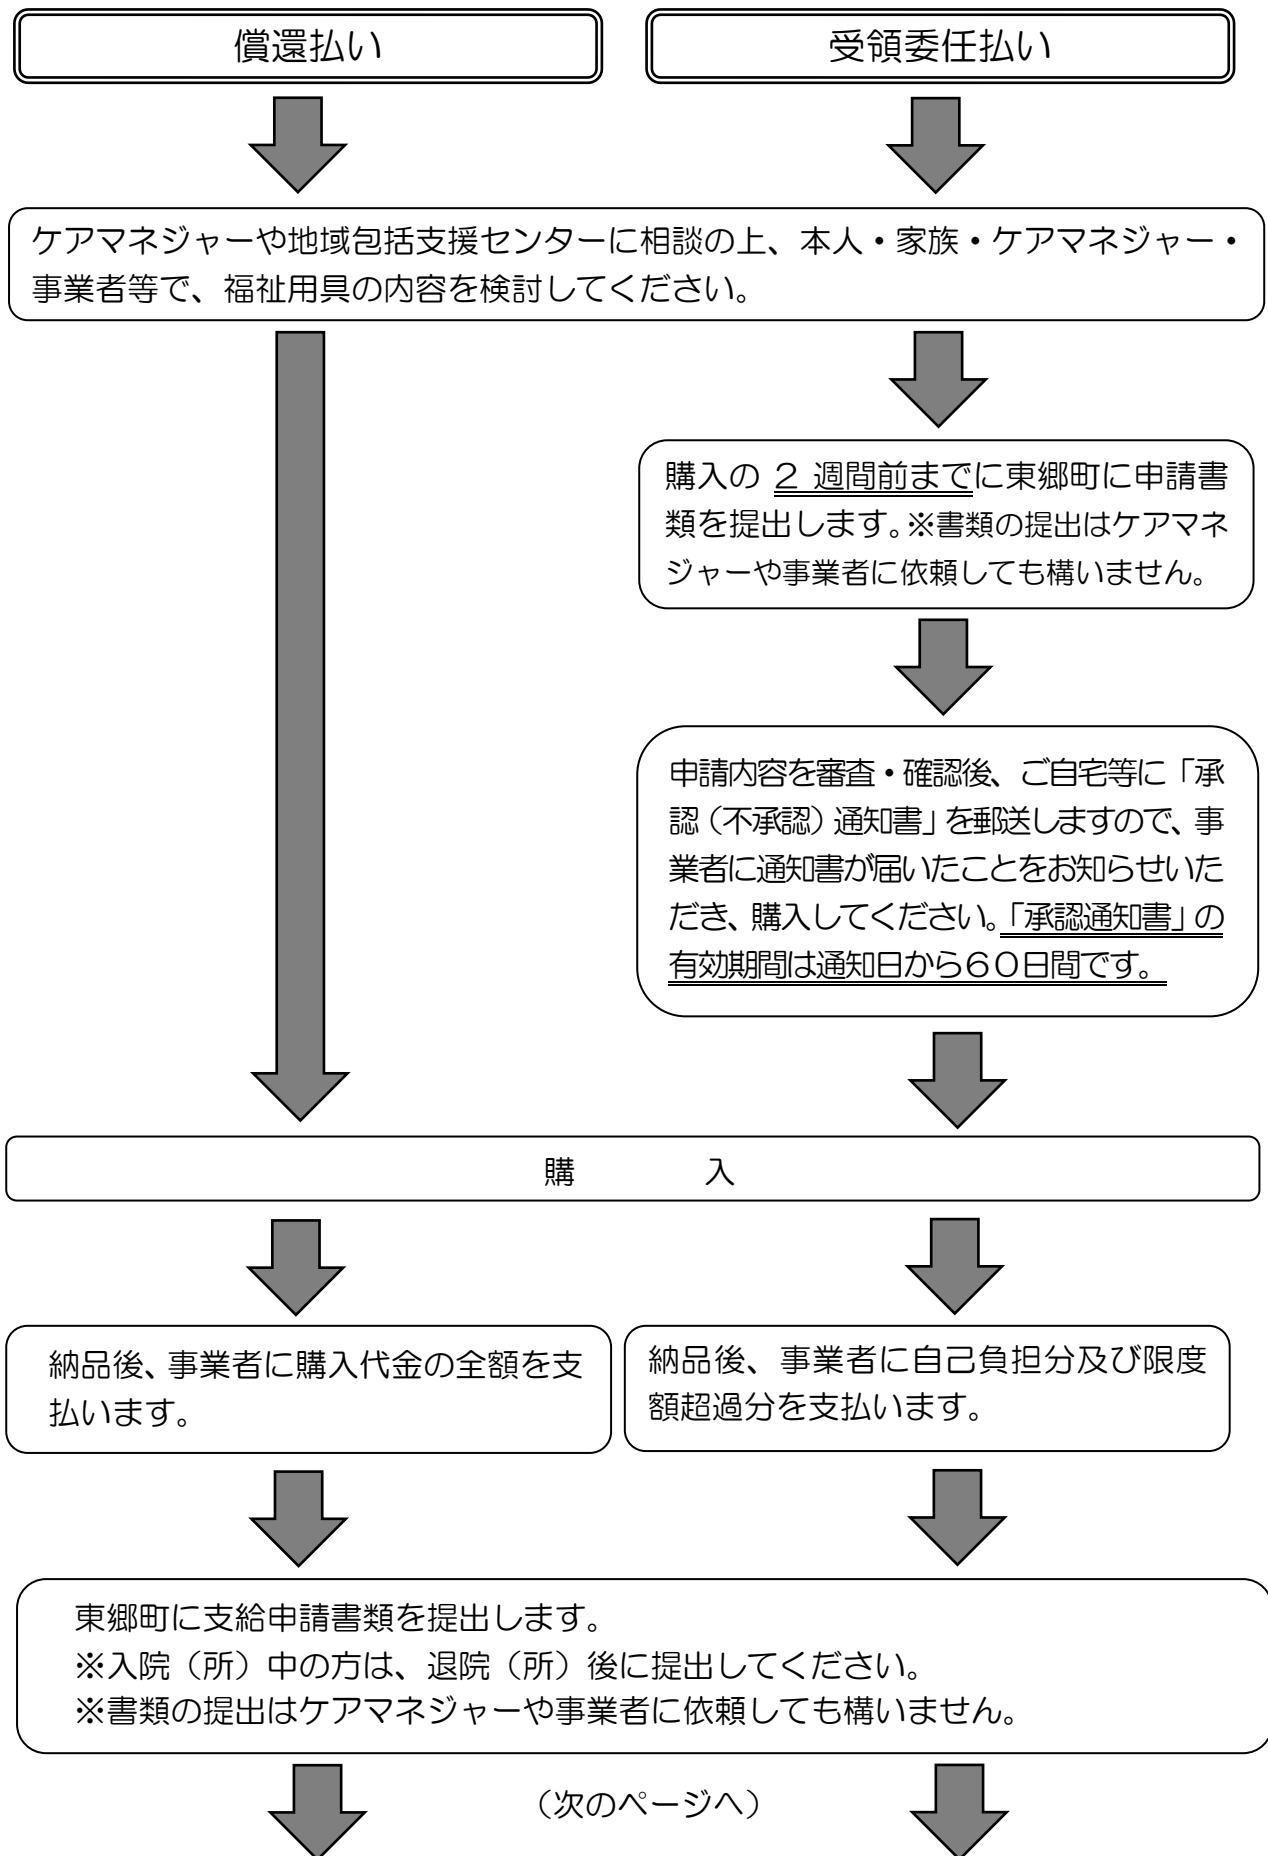 償還払い
受領委任払い
ケアマネジャーや地域包括支援センターに相談の上、本人・家族・ケアマネジャー・
事業者等で、福祉用具の内容を検討してください。
購入の ２ 週間前までに東郷町に申請書
類を提出します。※書類の提出はケアマネ
ジャーや事業者に依頼しても構いません。
申請内容を審査・確認後、ご自宅等に「承
認（不承認）通知書」を郵送しますので、事
業者に通知書が届いたことをお知らせいた
だき、購入してください。「承認通知書」の
有効期間は通知日から６０日間です。
購　　　　入
納品後、事業者に購入代金の全額を支
払います。
納品後、事業者に自己負担分及び限度
額超過分を支払います。
東郷町に支給申請書類を提出します。
※入院（所）中の方は、退院（所）後に提出してください。
※書類の提出はケアマネジャーや事業者に依頼しても構いません。
（次のページへ）